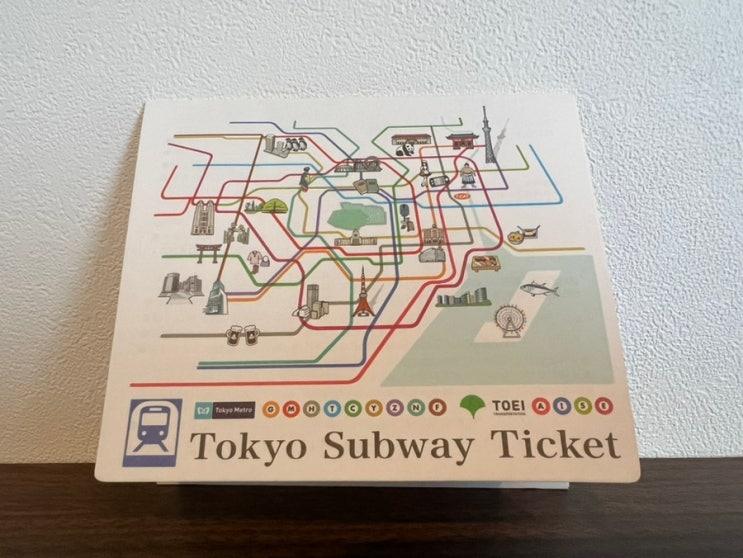 Tokyo Metro G M H T C Y Z N F TOEI TRANSPORTATION A I S E
Tokyo Subway Ticket